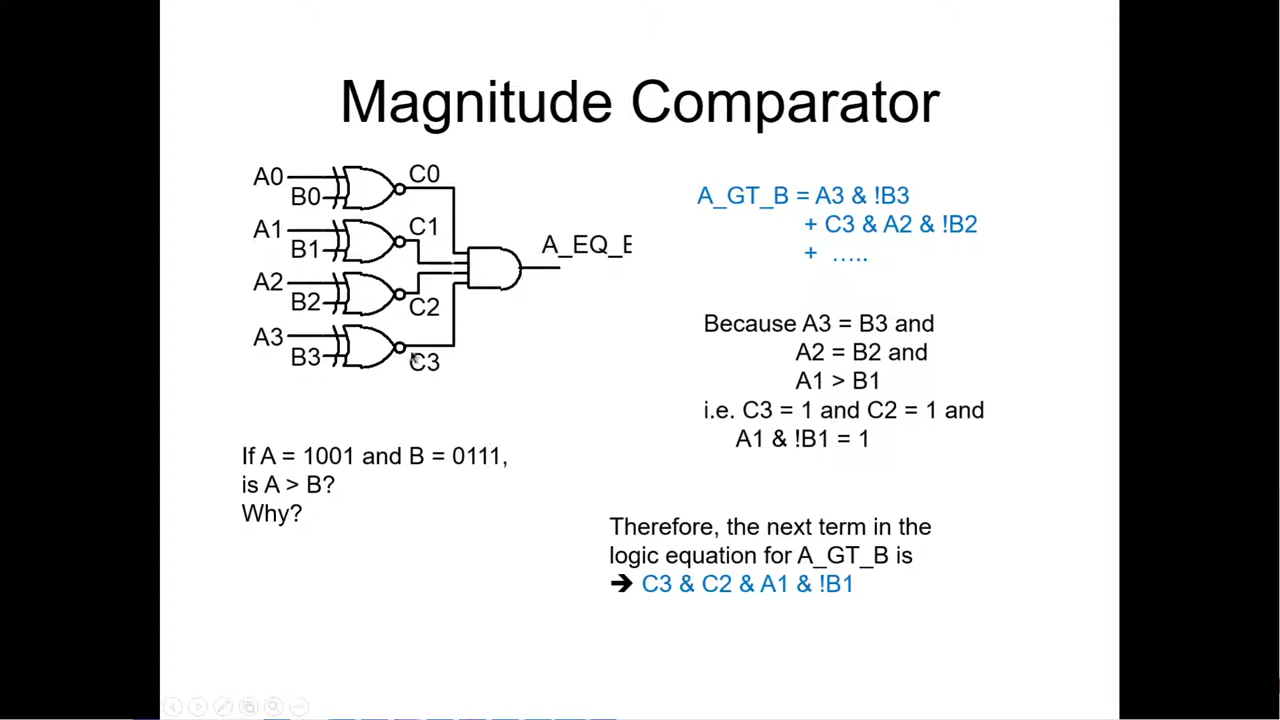 Magnitude Comparator
A0
B0
C0
A1
B1
C1
A2
B2
C2
A3
B3
C3
A_EQ_B
A_GT_B = A3 & !B3
+ C3 & A2 & !B2
+ …..
Because A3 = B3 and
A2 = B2 and
A1 > B1
i.e. C3 = 1 and C2 = 1 and
A1 & !B1 = 1
If A = 1001 and B = 0111,
is A > B?
Why?
Therefore, the next term in the
logic equation for A_GT_B is
➔ C3 & C2 & A1 & !B1